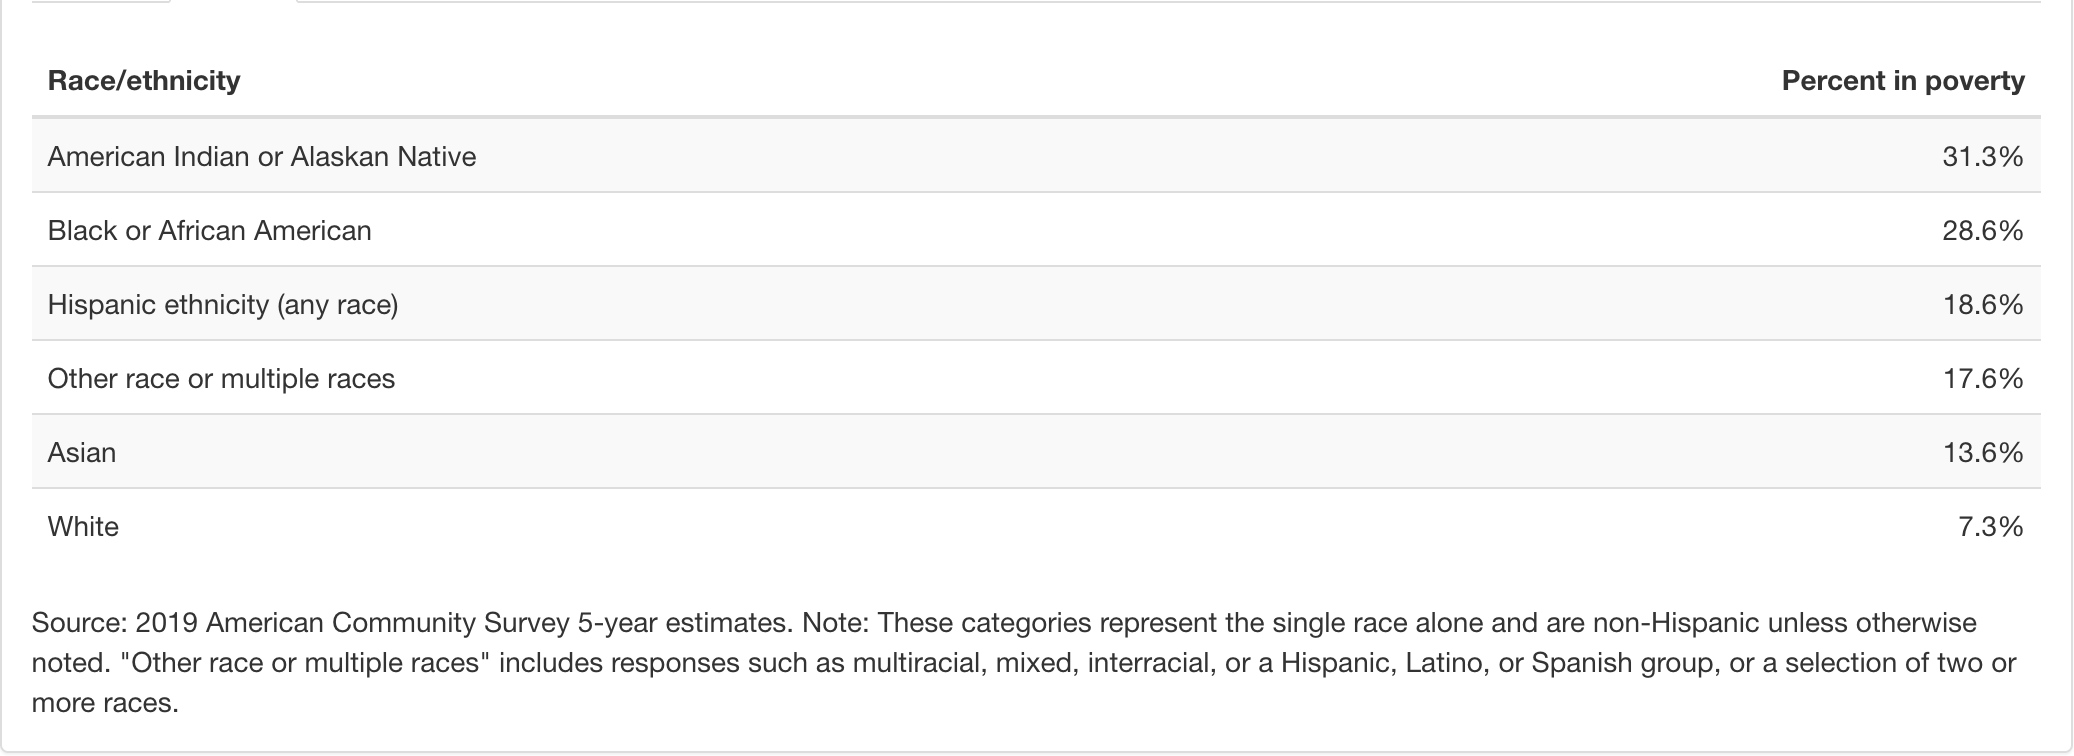 Race/ethnicity Percent in poverty
American Indian or Alaskan Native 31.3%
Black or African American 28.6%
Hispanic ethnicity (any race) 18.6%
Other race or multiple races 17.6%
Asian 13.6%
White 7.3%
Source: 2019 American Community Survey 5-year estimates. Note: These categories represent the single race alone and are non-Hispanic unless otherwise
noted. "Other race or multiple races" includes responses such as multiracial, mixed, interracial, or a Hispanic, Latino, or Spanish group, or a selection of two or
more races.